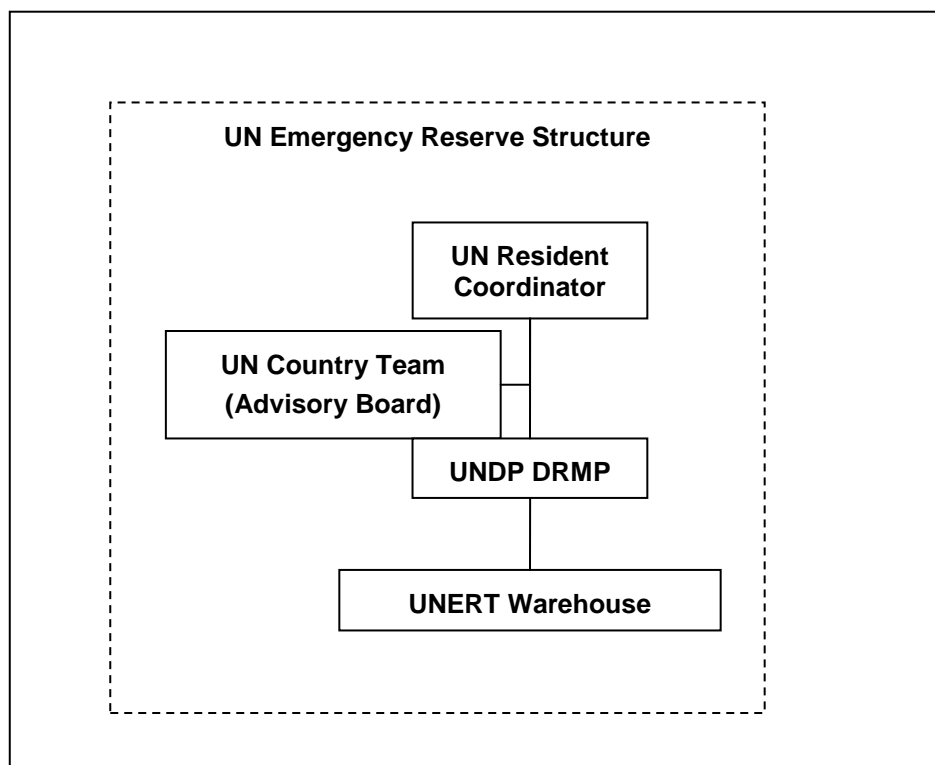 UN Emergency Reserve Structure
UN Resident
Coordinator
UN Country Team
(Advisory Board)
UNDP DRMP
UNERT Warehouse